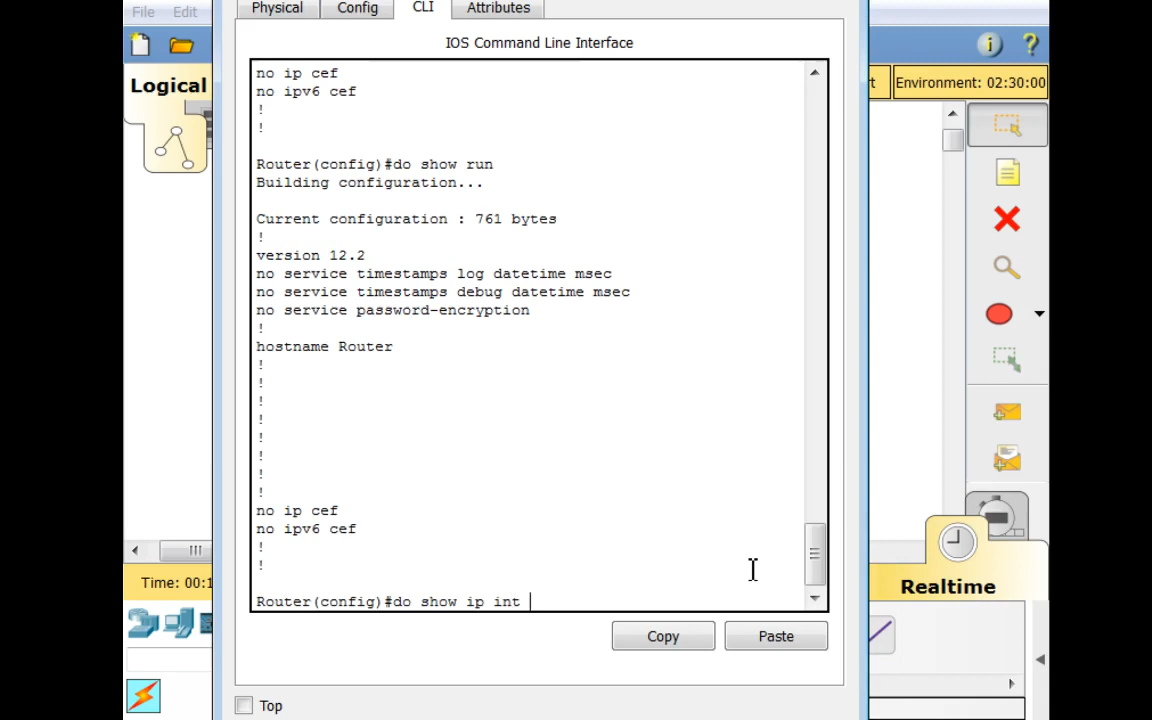 File Edit
Physical Config CLI Attributes
IOS Command Line Interface
Logical
t Environment: 02:30:00
no ip cef
no ipv6 cef
!
!
Router(config)#do show run
Building configuration...
Current configuration : 761 bytes
!
version 12.2
no service timestamps log datetime msec
no service timestamps debug datetime msec
no service password-encryption
!
hostname Router
!
!
!
!
!
!
!
!
no ip cef
no ipv6 cef
!
!
Router(config)#do show ip int
Time: 00:1
Realtime
Copy Paste
Top